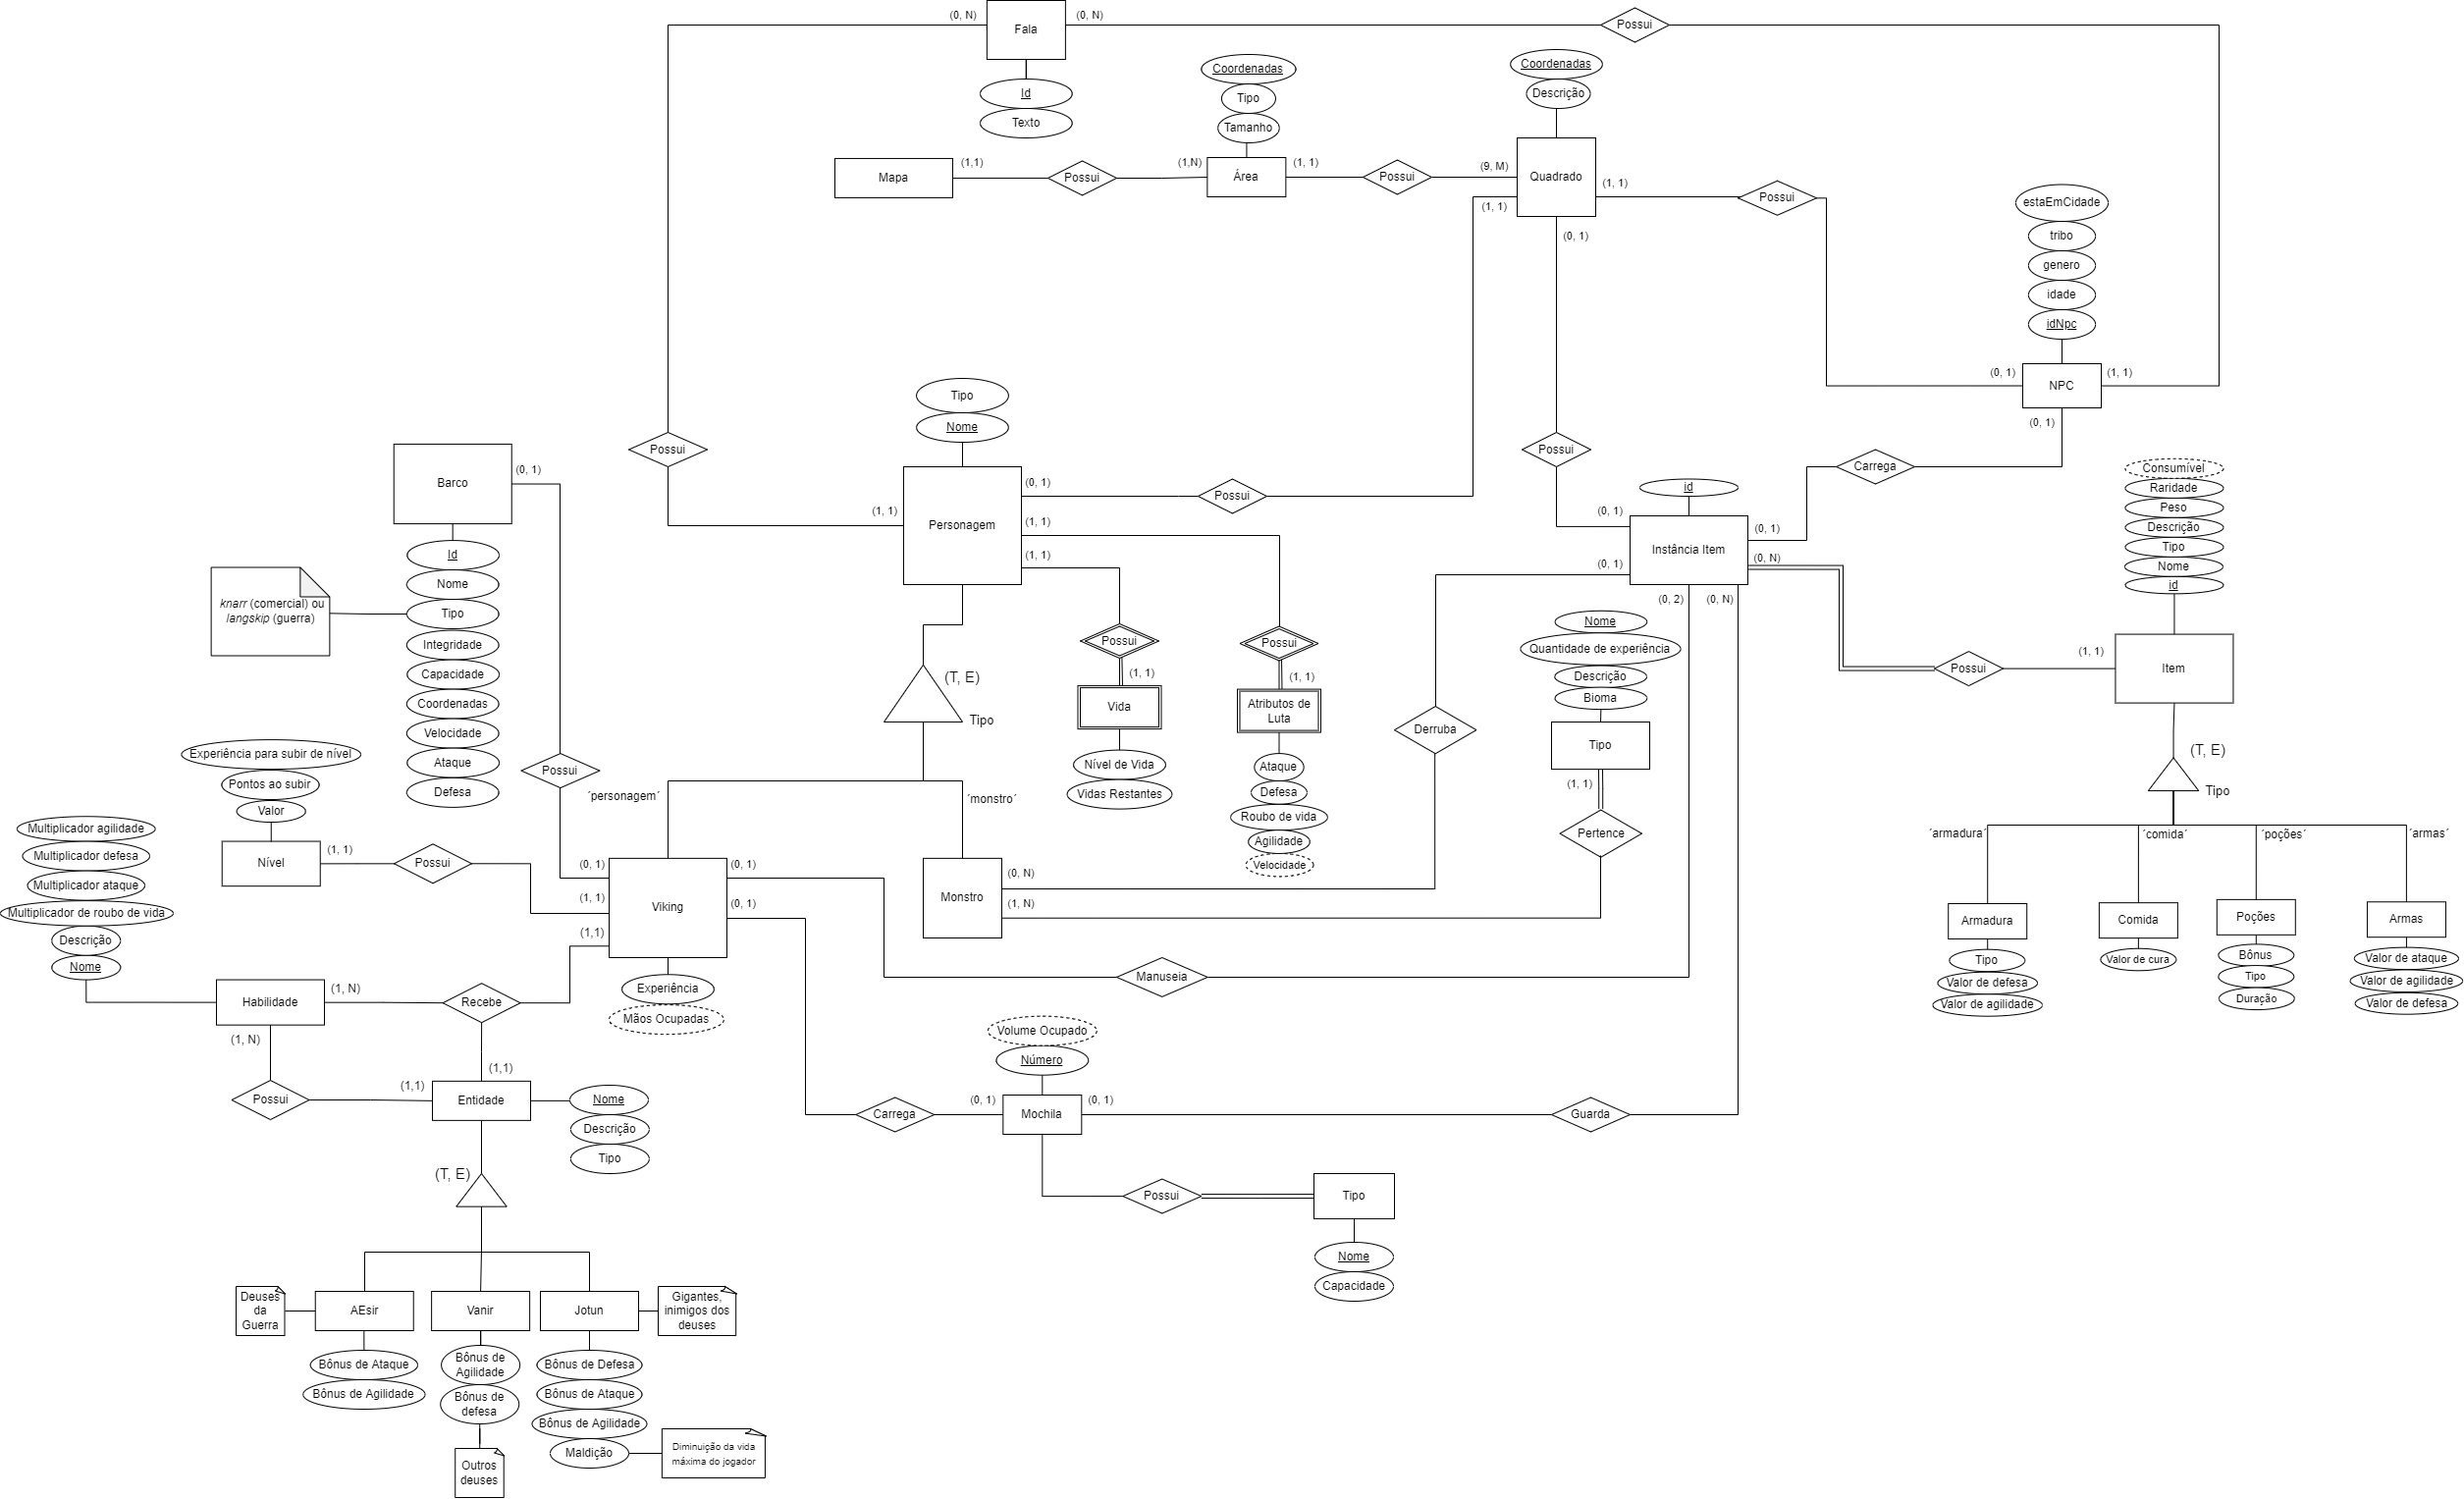 (0, N)
Fala
(0, N)
Possui
Id
Texto
Coordenadas
Tipo
Tamanho
Coordenadas
Descrição
Mapa
(1,1)
Possui
(1,N)
Área
(1, 1)
Possui
(9, M)
Quadrado
(1, 1)
(1, 1)
(0, 1)
Possui
estaEmCidade
tribo
genero
idade
idNpc
(0, 1)
NPC
(1, 1)
(0, 1)
Tipo
Nome
Possui
(1, 1)
Personagem
(0, 1)
(1, 1)
(1, 1)
Possui
Possui
Carrega
Barco
(0, 1)
Id
Nome
Tipo
Integridade
Capacidade
Coordenadas
Velocidade
Ataque
Defesa
knarr (comercial) ou
langskip (guerra)
id
(0, 1)
Instância Item
(0, 1)
(0, N)
(0, 1)
(0, 2)
(0, N)
Consumível
Raridade
Peso
Descrição
Tipo
Nome
id
Possui
(1, 1)
Item
(T, E)
Tipo
´armadura´
´comida´
´poções´
´armas´
Armadura
Tipo
Valor de defesa
Valor de agilidade
Comida
Valor de cura
Poções
Bônus
Tipo
Duração
Armas
Valor de ataque
Valor de agilidade
Valor de defesa
Possui
(1, 1)
Vida
Nível de Vida
Vidas Restantes
Possui
(1, 1)
Atributos de
Luta
Ataque
Defesa
Roubo de vida
Agilidade
Velocidade
Derruba
Nome
Quantidade de experiência
Descrição
Bioma
Tipo
(1, 1)
Pertence
(T, E)
Tipo
´personagem´
´monstro´
Possui
Experiência para subir de nível
Pontos ao subir
Valor
Nível
(1, 1)
Possui
(0, 1)
(1, 1)
(1,1)
Viking
(0, 1)
(0, 1)
Experiência
Mãos Ocupadas
Monstro
(0, N)
(1, N)
Manuseia
Multiplicador agilidade
Multiplicador defesa
Multiplicador ataque
Multiplicador de roubo de vida
Descrição
Nome
Habilidade
(1, N)
Recebe
(1, N)
Possui
(1,1)
(1,1)
Entidade
Nome
Descrição
Tipo
Volume Ocupado
Número
Carrega
(0, 1)
Mochila
(0, 1)
Guarda
Possui
Tipo
Nome
Capacidade
(T, E)
Deuses
da
Guerra
AEsir
Bônus de Ataque
Bônus de Agilidade
Vanir
Bônus de
Agilidade
Bônus de
defesa
Outros
deuses
Jotun
Gigantes,
inimigos dos
deuses
Bônus de Defesa
Bônus de Ataque
Bônus de Agilidade
Maldição
Diminuição da vida
máxima do jogador